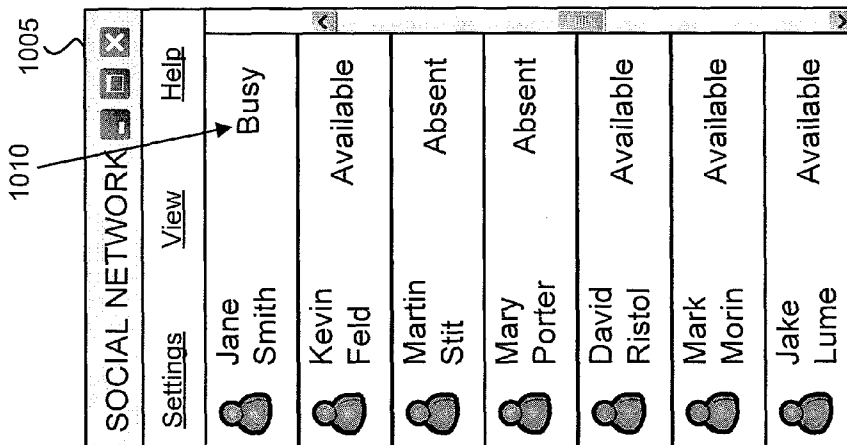 1010
1005
SOCIAL NETWORK
Settings View Help
Jane
Smith
Busy
Kevin
Feld
Available
Martin
Stit
Absent
Mary
Porter
Absent
David
Ristol
Available
Mark
Morin
Available
Jake
Lume
Available